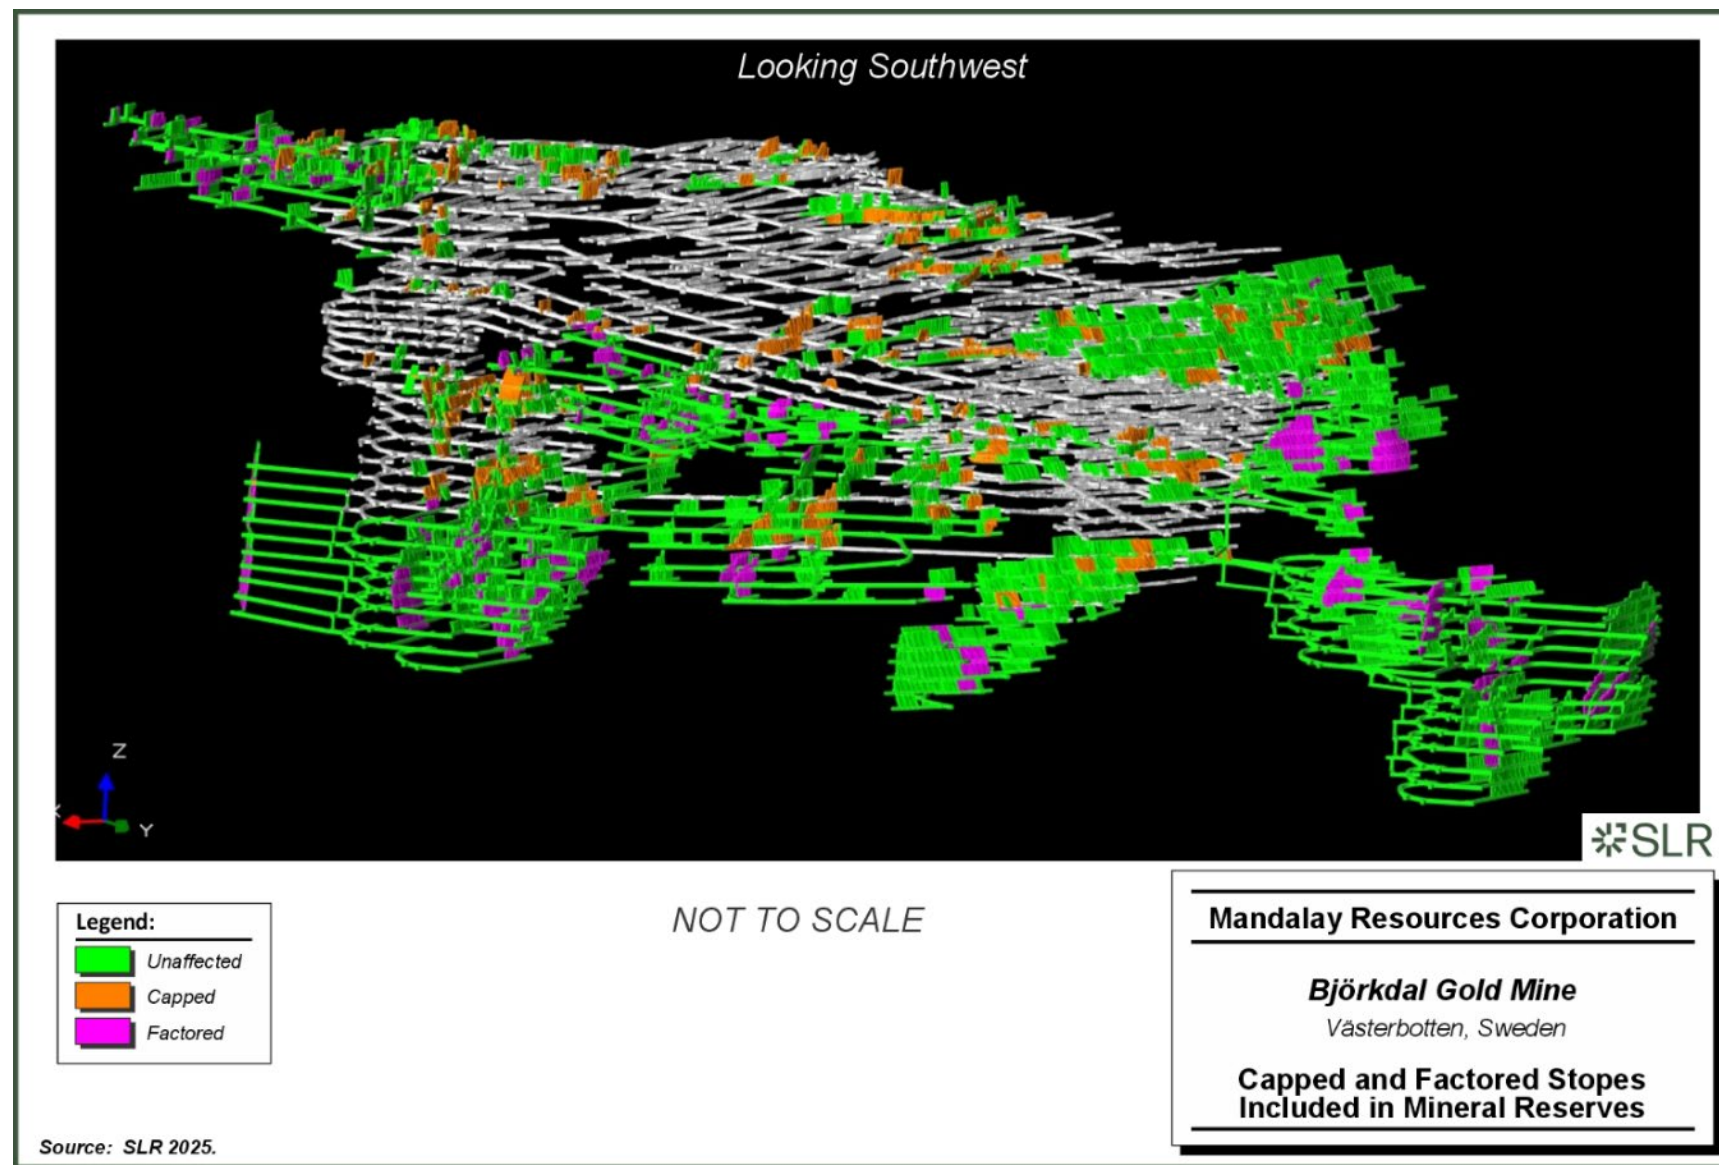 Looking Southwest
Z
Y
SLR
Legend:
Unaffected
Capped
Factored
NOT TO SCALE
Mandalay Resources Corporation
Björkdal Gold Mine
Västerbotten, Sweden
Capped and Factored Stopes
Included in Mineral Reserves
Source: SLR 2025.